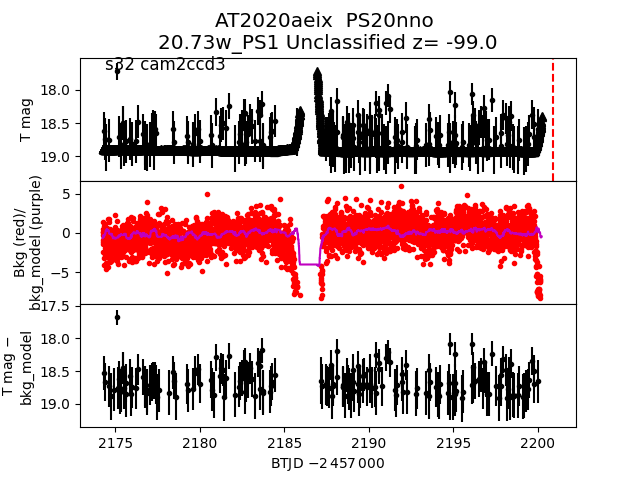 AT2020aeix  PS20nno
20.73w_PS1 Unclassified z= -99.0
s32 cam2ccd3
T mag
18.0
18.5
19.0
Bkg (red)/
bkg_model (purple)
5
0
−5
T mag −
bkg_model
17.5
18.0
18.5
19.0
2175
2180
2185
2190
2195
2200
BTJD −2 457 000